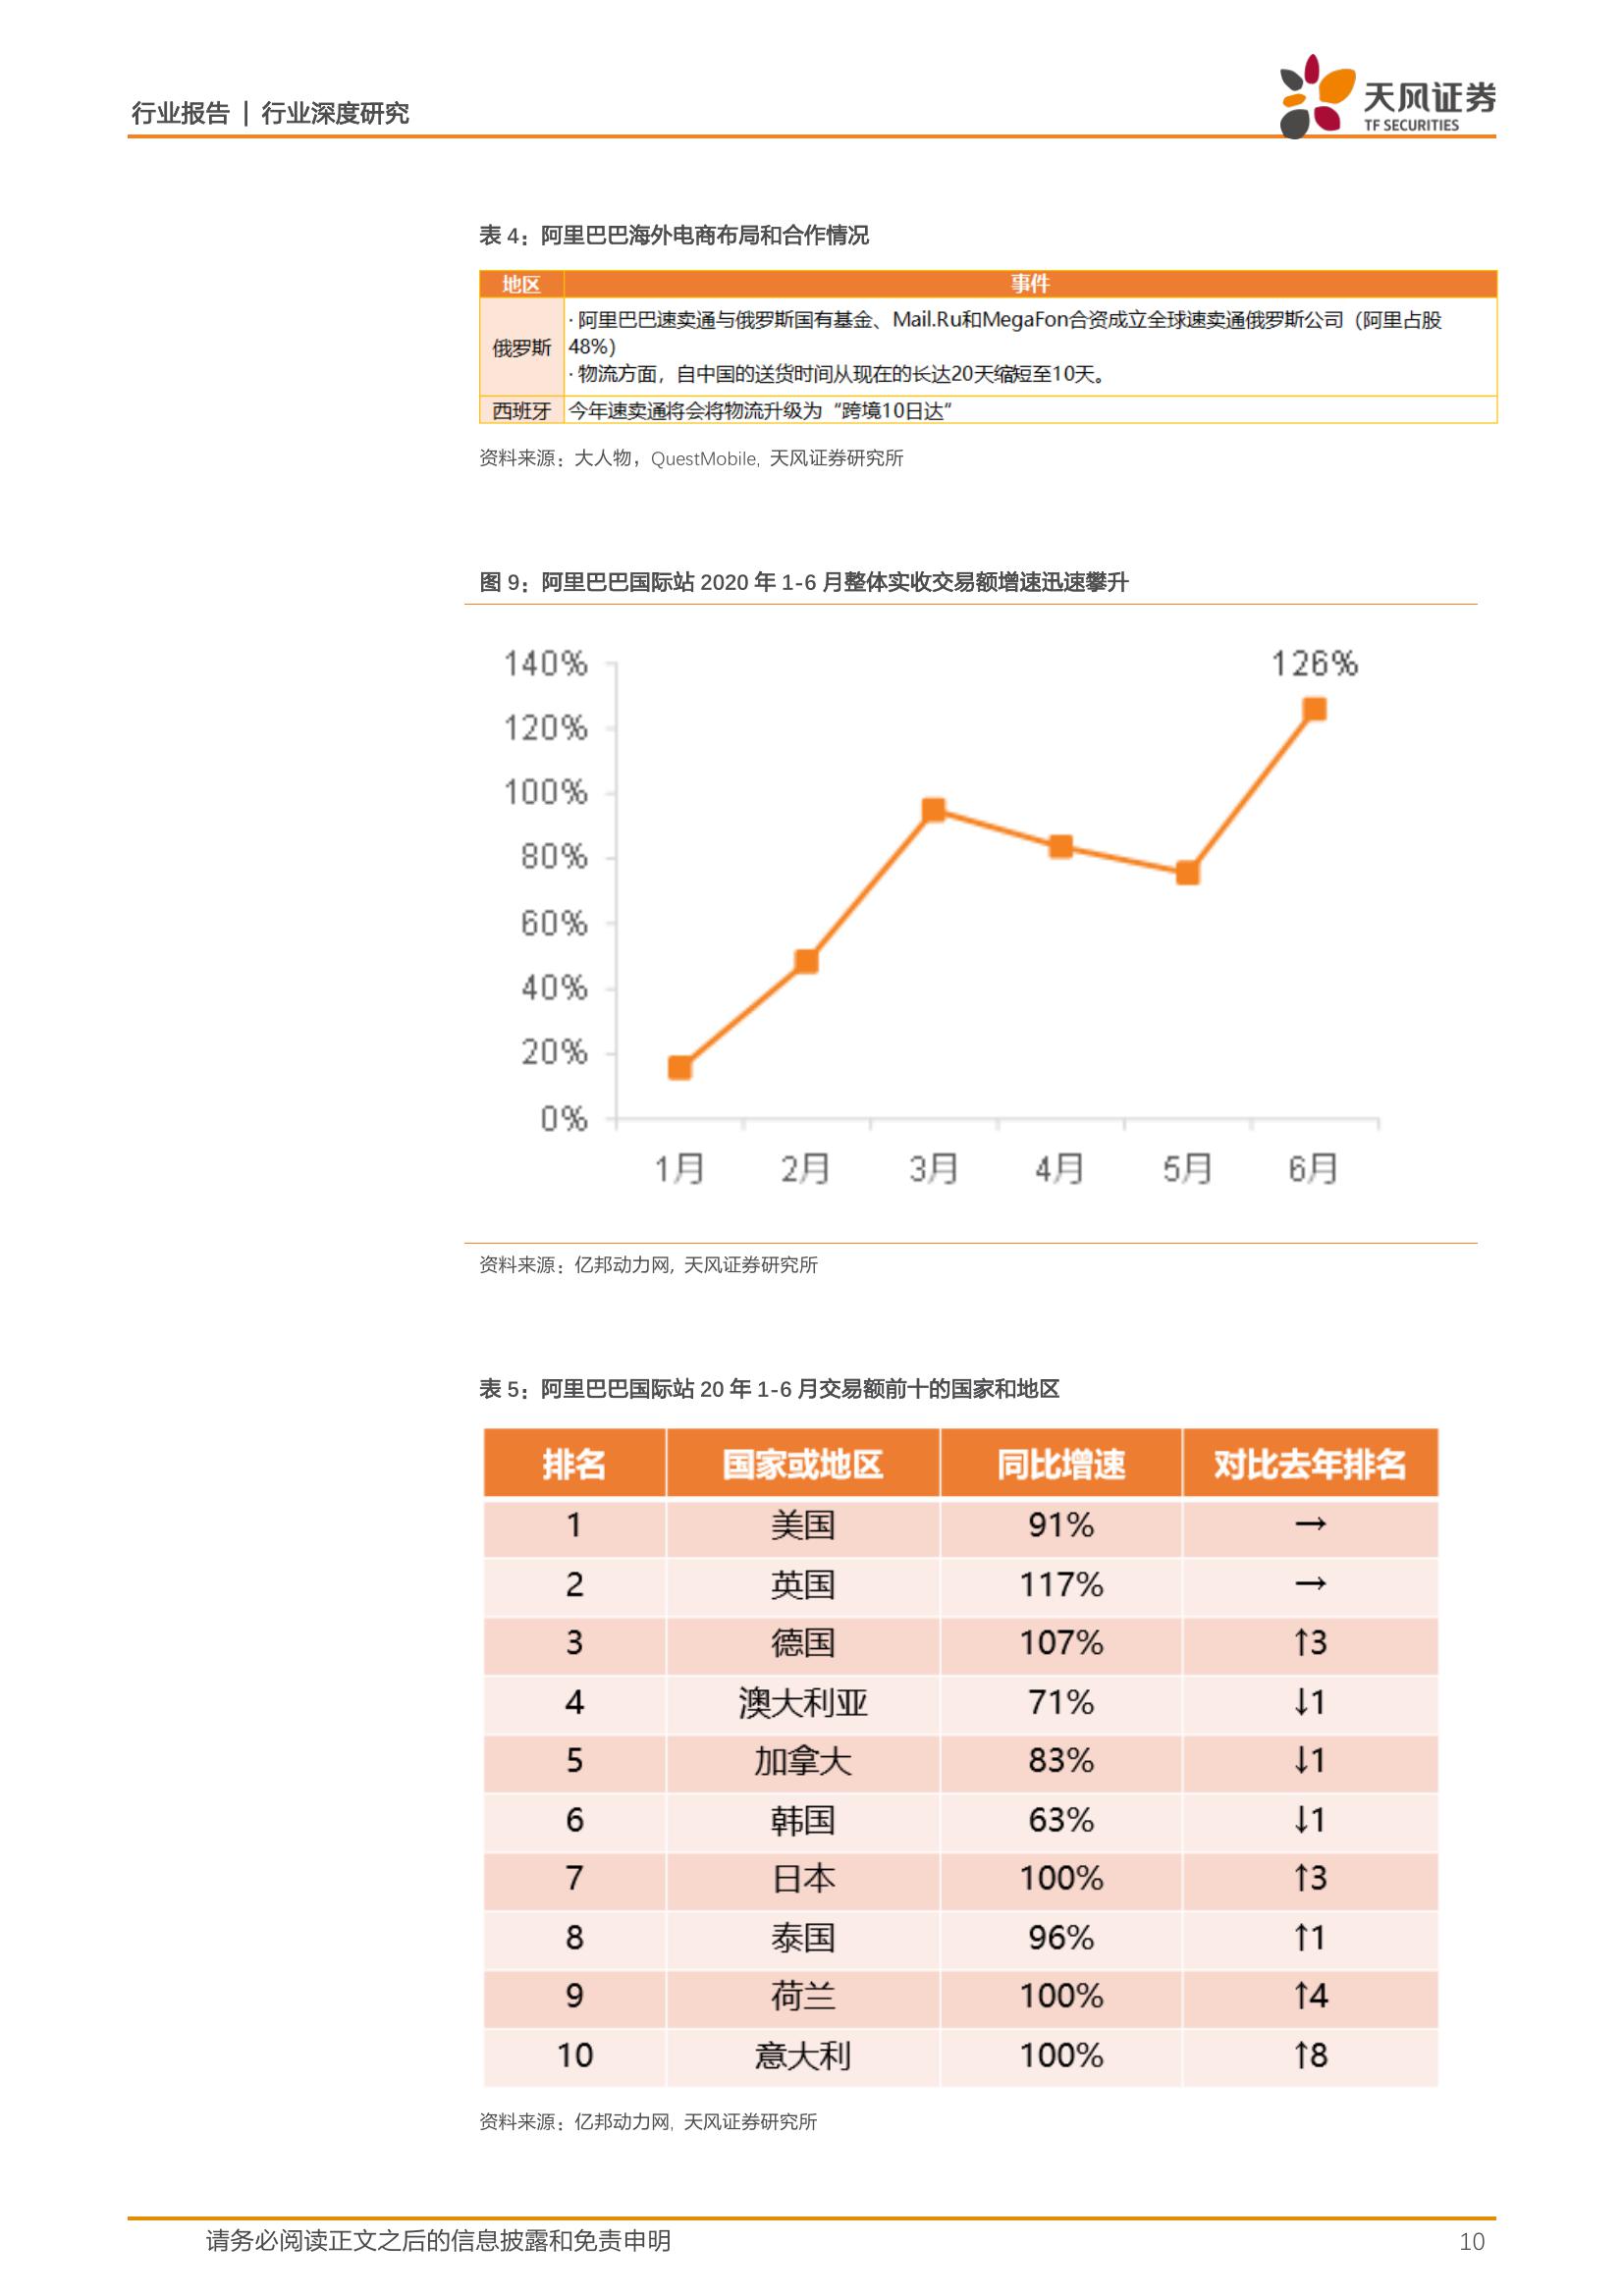 行业报告 | 行业深度研究
天风证券
TF SECURITIES
表 4：阿里巴巴海外电商布局和合作情况
地区 事件
俄罗斯
· 阿里巴巴速卖通与俄罗斯国有基金、Mail.Ru和MegaFon合资成立全球速卖通俄罗斯公司（阿里占股
48%）
· 物流方面，自中国的送货时间从现在的长达20天缩短至10天。
西班牙 今年速卖通将会将物流升级为“跨境10日达”
资料来源：大人物，QuestMobile, 天风证券研究所
图 9：阿里巴巴国际站 2020 年 1-6 月整体实收交易额增速迅速攀升
140%
126%
120%
100%
80%
60%
40%
20%
0%
1月 2月 3月 4月 5月 6月
资料来源：亿邦动力网, 天风证券研究所
表 5：阿里巴巴国际站 20 年 1-6 月交易额前十的国家和地区
排名 国家或地区 同比增速 对比去年排名
1 美国 91% →
2 英国 117% →
3 德国 107% ↑3
4 澳大利亚 71% ↓1
5 加拿大 83% ↓1
6 韩国 63% ↓1
7 日本 100% ↑3
8 泰国 96% ↑1
9 荷兰 100% ↑4
10 意大利 100% ↑8
资料来源：亿邦动力网, 天风证券研究所
请务必阅读正文之后的信息披露和免责申明 10